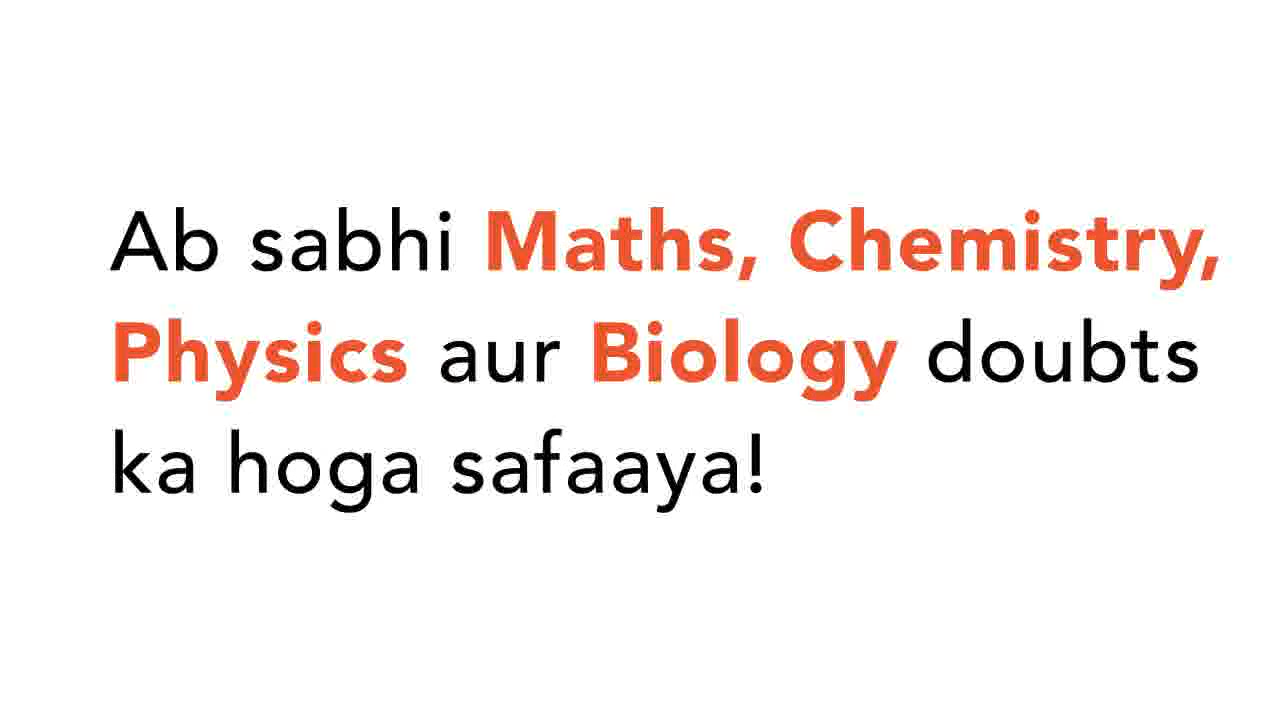 Ab sabhi Maths, Chemistry,
Physics aur Biology doubts
ka hoga safaaya!